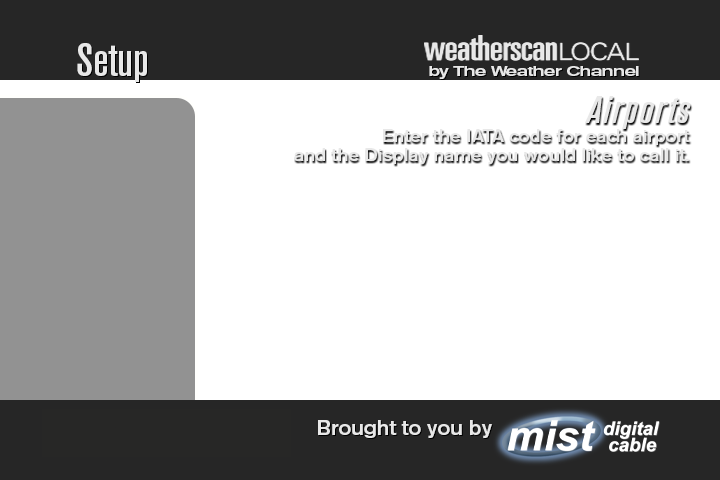 Setup
weatherscanLOCAL
by The Weather Channel
Airports
Enter the IATA code for each airport
and the Display name you would like to call it.
Brought to you by
mist digital
cable